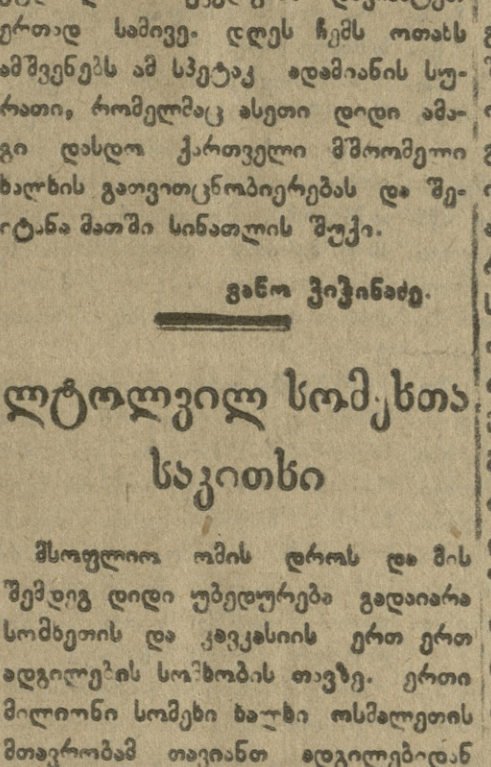 ერთად სამივე. დღეს ჩემს ოთახს
ამშვენებს ამ სპეტაკ ადამიანის სუ-
რათი, რომელმაც ასეთი დიდი ამა-
გი დასდო ქართველი მშრომელი
ხალხის გათვითცნობიერებას და შე-
იტანა მათში სინათლის შუქი.
ვანო ჭიჭინაძე.
ლტოლვილ სომეხთა
საკითხი
მსოფლიო ომის დროს და მის
შემდეგ დიდი უბედურება გადაიარა
სომხეთის და კავკასიის ერთ ერთ
ადგილების სომხობის თავზე. ერთი
მილიონი სომეხი ხალხი ოსმალეთის
მთავრობამ თავიანთ ადგილებიდან